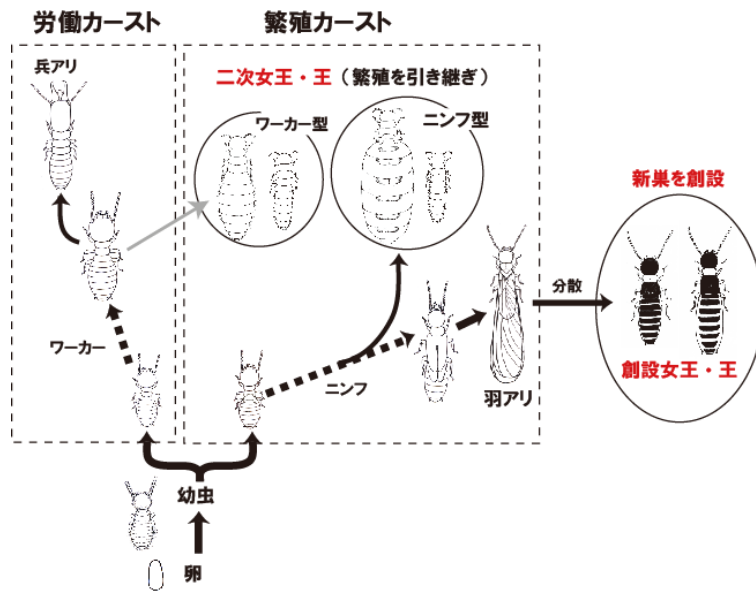 労働カースト
繁殖カースト
兵アリ
二次女王・王（繁殖を引き継ぎ）
ワーカー型
ニンフ型
新巣を創設
分散
ワーカー
ニンフ
羽アリ
創設女王・王
幼虫
卵